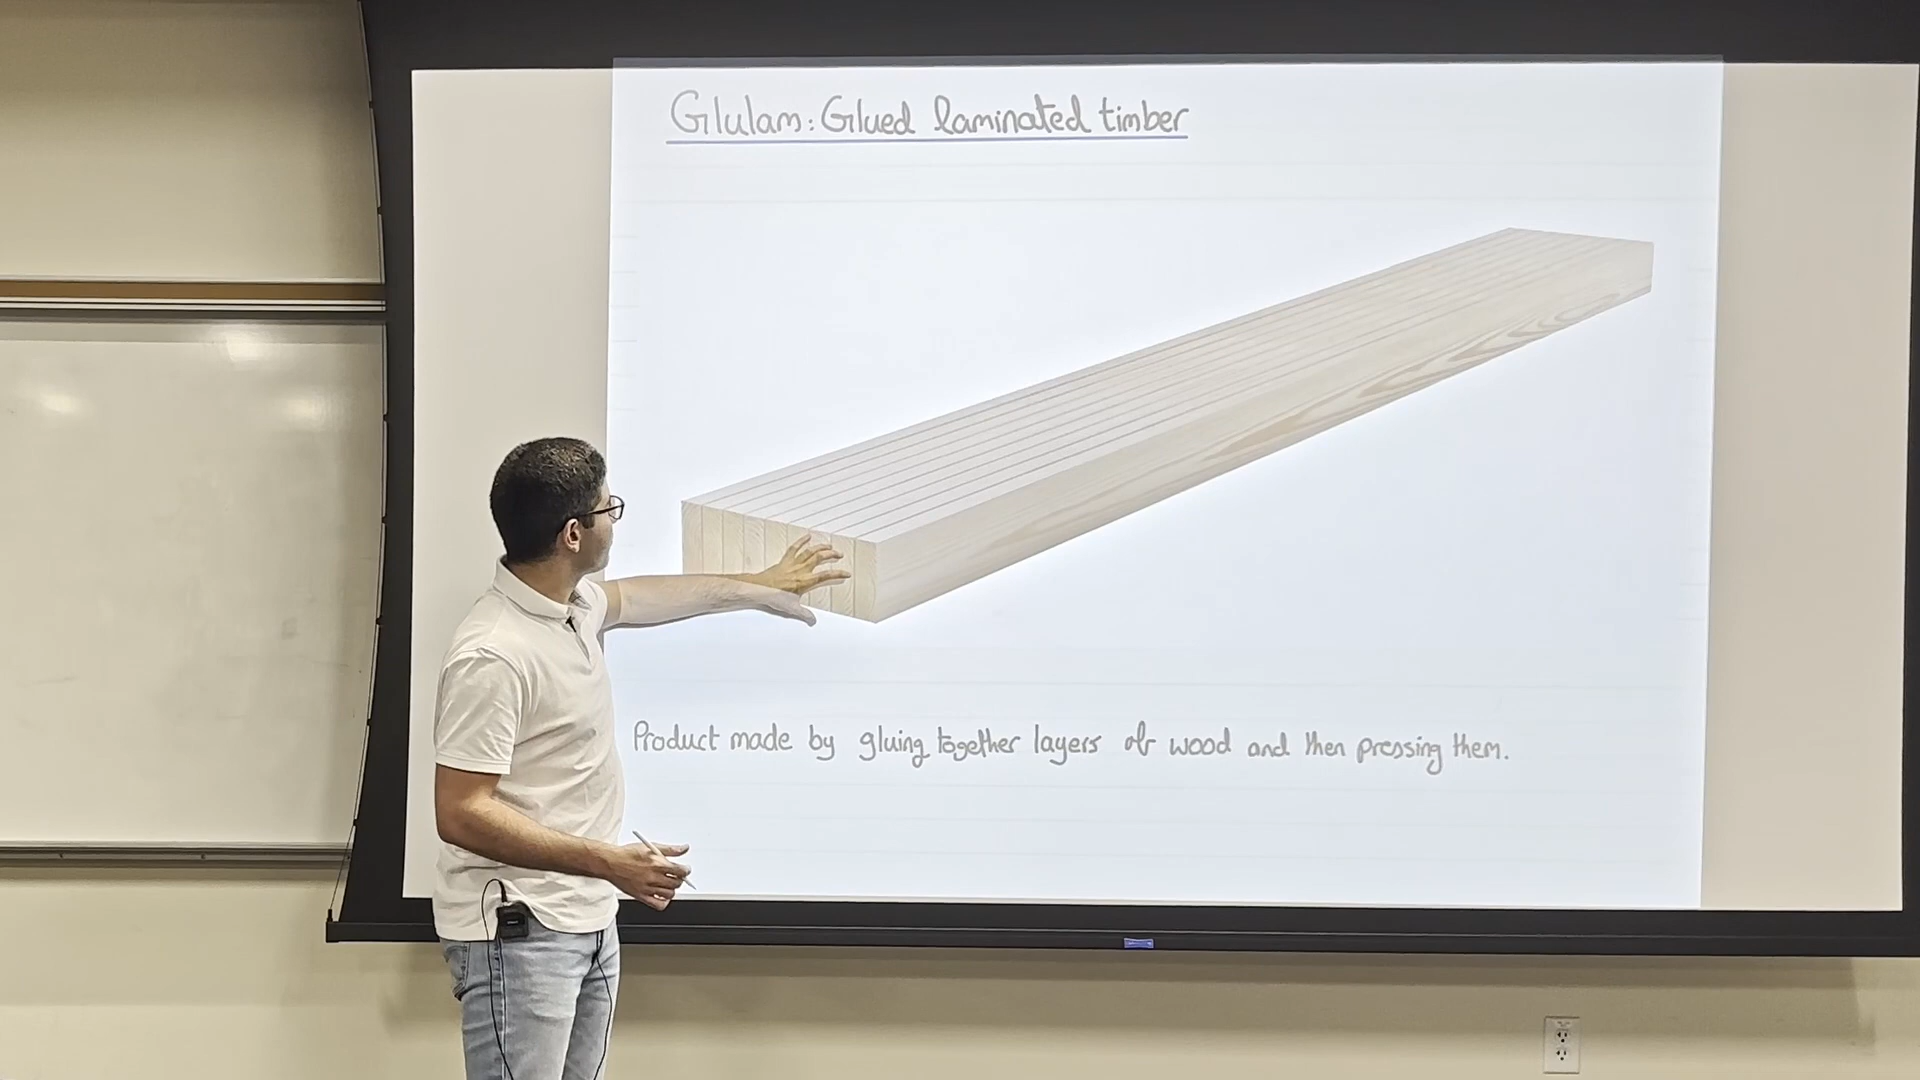 Glulam: Glued laminated timber
Product made by gluing together layers of wood and then pressing them.